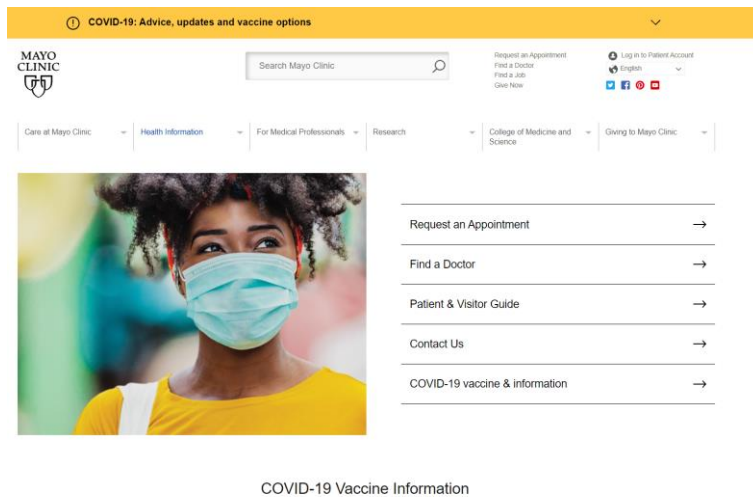 COVID-19: Advice, updates and vaccine options
MAYO
CLINIC
Search Mayo Clinic
Request an Appointment
Find a Doctor
Find a Job
Give Now
Log in to Patient Account
English
Care at Mayo Clinic
Health Information
For Medical Professionals
Research
College of Medicine and
Science
Giving to Mayo Clinic
Request an Appointment
Find a Doctor
Patient & Visitor Guide
Contact Us
COVID-19 vaccine & information
COVID-19 Vaccine Information